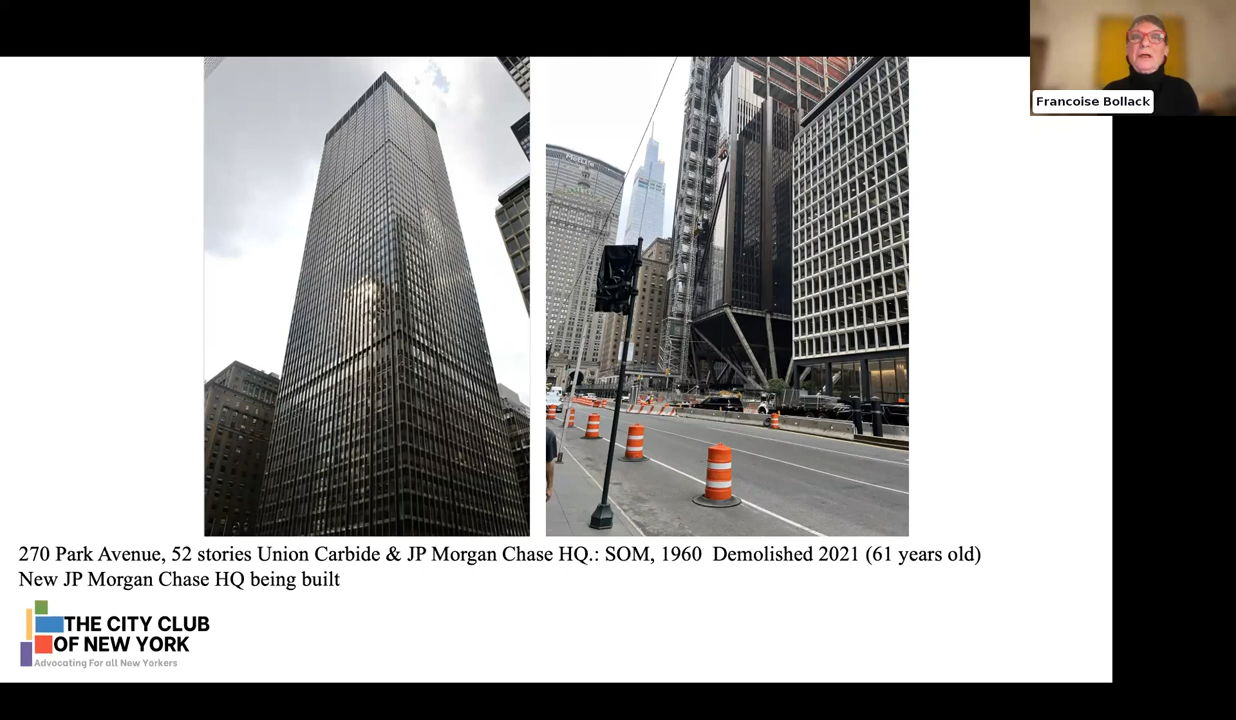 Francoise Bollack
MetLife
270 Park Avenue, 52 stories Union Carbide & JP Morgan Chase HQ.: SOM, 1960 Demolished 2021 (61 years old)
New JP Morgan Chase HQ being built
THE CITY CLUB
OF NEW YORK
Advocating For all New Yorkers